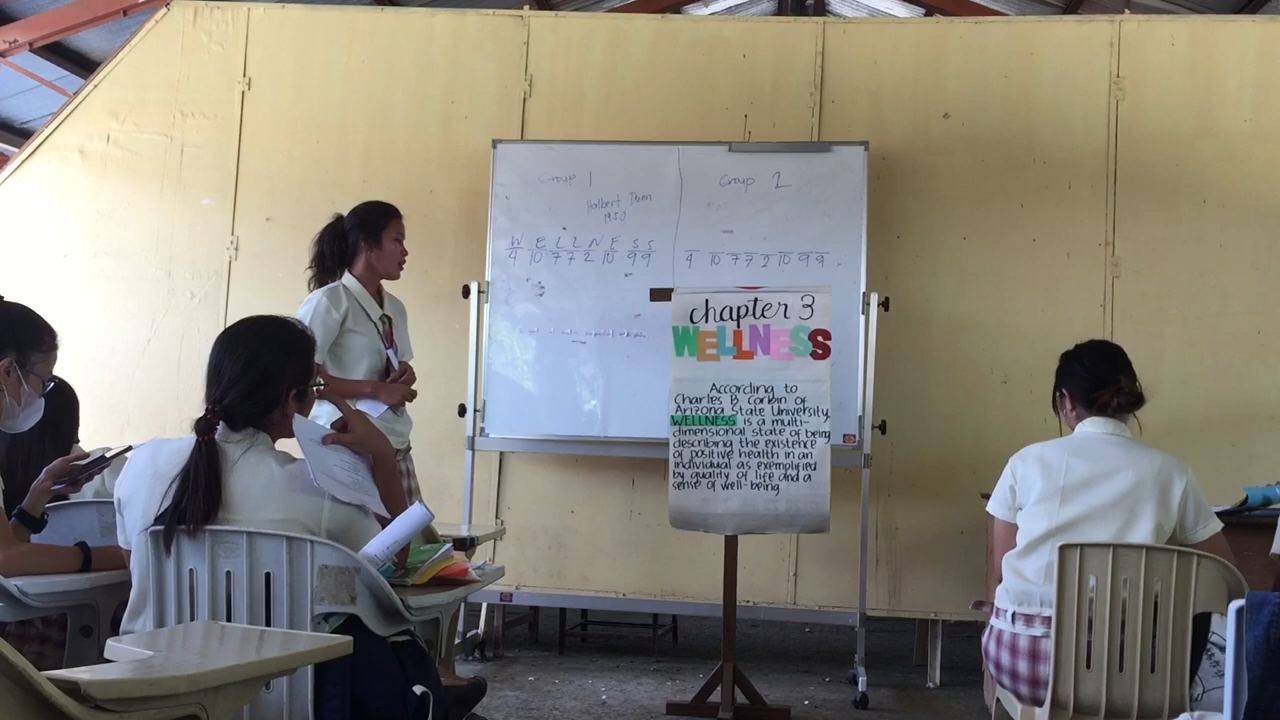 Group 1
Halbert Dunn
1950
W E L L N E S S
4 10 7 7 2 10 9 9
Group 2
4 10 7 7 2 10 9 9
chapter 3
WELLNESS
According to
Charles B Corbin of
Arizona State University,
WELLNESS is a multi-
dimensional state of being
describing the existence
of positive health in an
individual as exemplified
by quality of life and a
sense of well-being